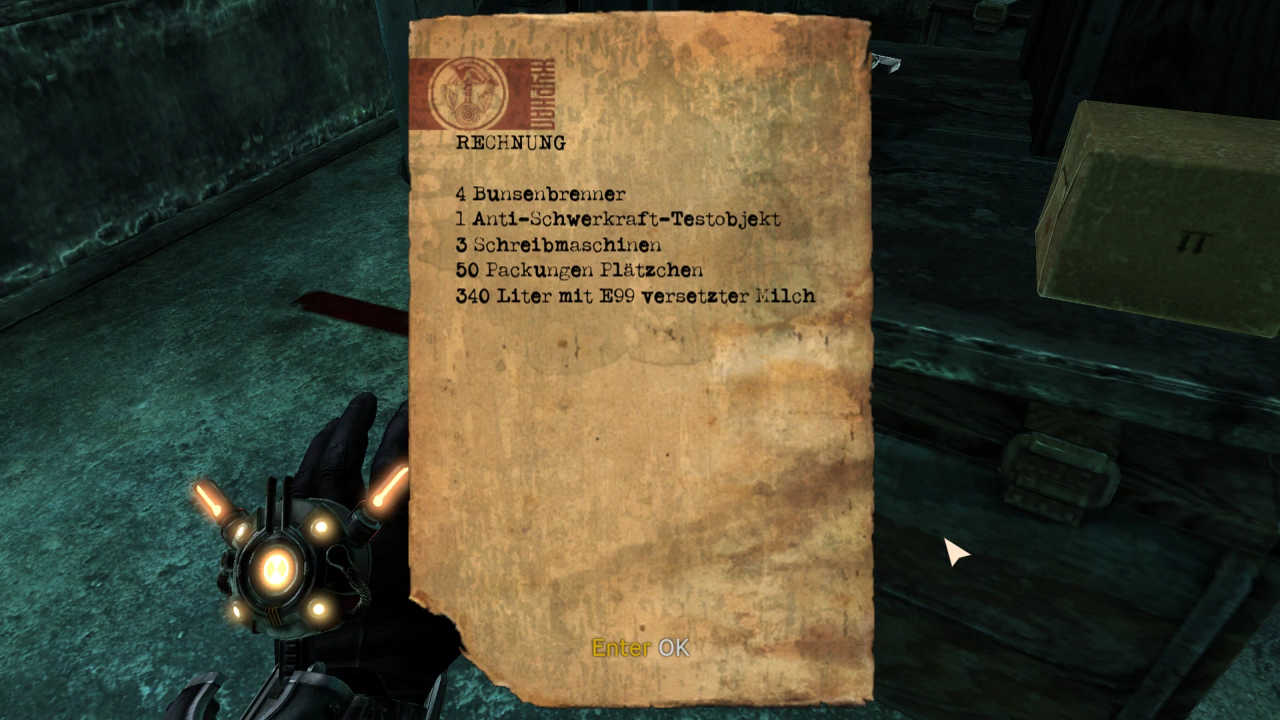 RECHNUNG
4 Bunsenbrenner
1 Anti-Schwerkraft-Testobjekt
3 Schreibmaschinen
50 Packungen Plätzchen
340 Liter mit E99 versetzter Milch
Enter OK